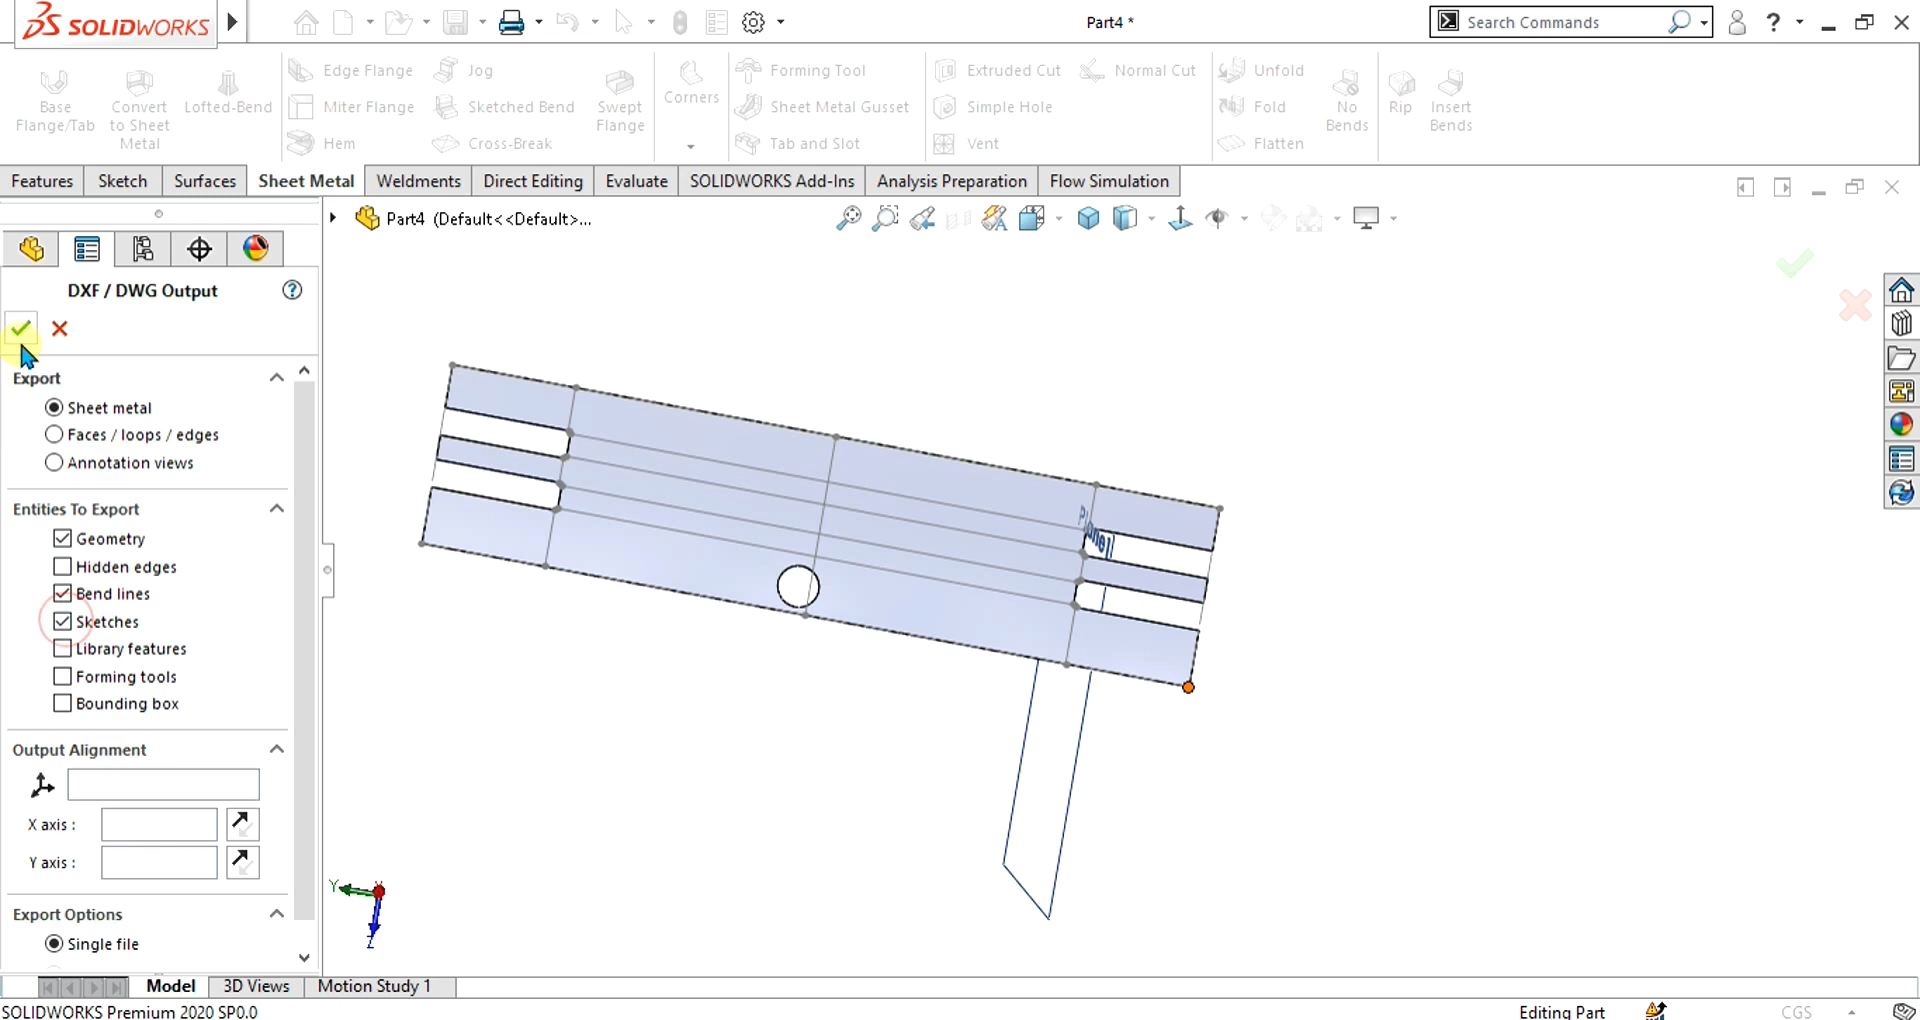 SOLIDWORKS
Part4 *
Search Commands
?
Base Flange/Tab
Convert to Sheet Metal
Lofted-Bend
Edge Flange
Miter Flange
Hem
Jog
Sketched Bend
Cross-Break
Swept Flange
Corners
Forming Tool
Sheet Metal Gusset
Tab and Slot
Extruded Cut
Simple Hole
Vent
Normal Cut
Unfold
Fold
Flatten
No Bends
Rip
Insert Bends
Features
Sketch
Surfaces
Sheet Metal
Weldments
Direct Editing
Evaluate
SOLIDWORKS Add-Ins
Analysis Preparation
Flow Simulation
Part4 (Default<<Default>...
DXF / DWG Output
?
Export
Sheet metal
Faces / loops / edges
Annotation views
Entities To Export
Geometry
Hidden edges
Bend lines
Sketches
Library features
Forming tools
Bounding box
Output Alignment
X axis :
Y axis :
Export Options
Single file
Plane11
Y
X
Z
Model
3D Views
Motion Study 1
SOLIDWORKS Premium 2020 SP0.0
Editing Part
CGS